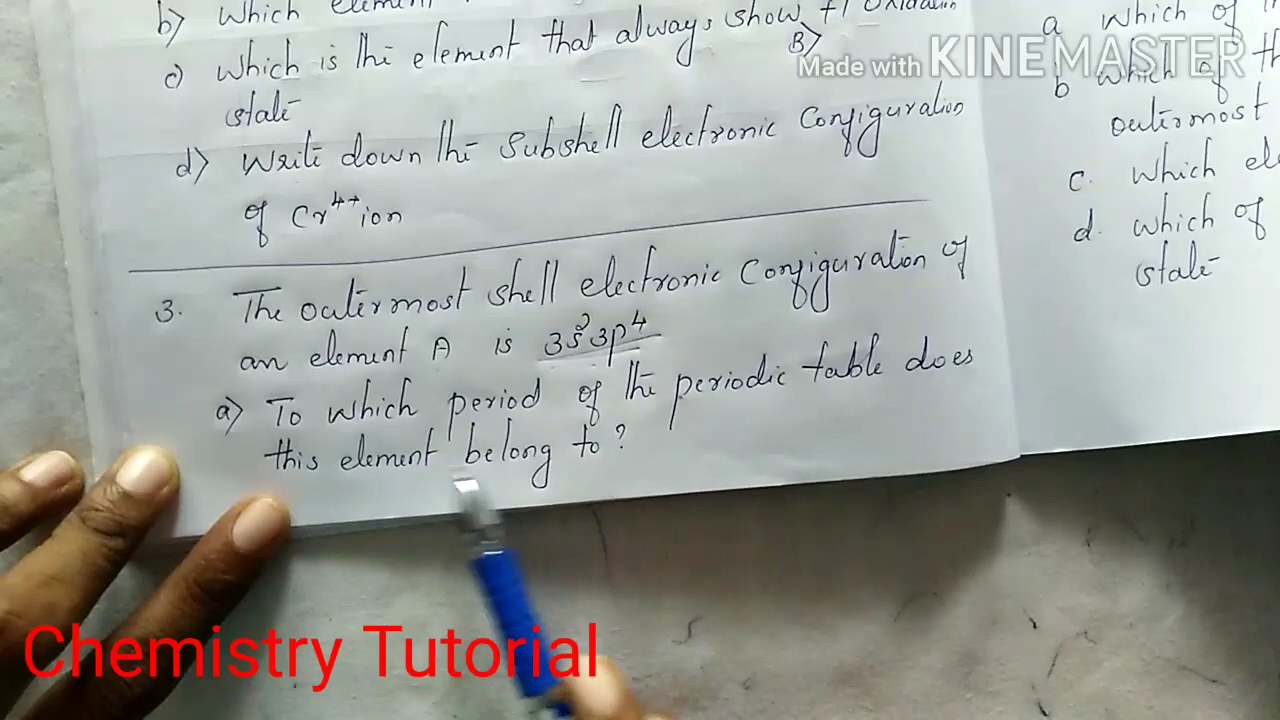 b) Which element
c) Which is the element that always show +1 oxidation
B)
state
d) Write down the Subshell electronic Configuration
of Cr⁴⁺ ion
3. The outermost shell electronic Configuration of
an element A is 3s² 3p⁴
a) To which period of the periodic table does
this element belong to?
a which of
b which of
outermost
c. which
d. which of
state
Made with KINEMASTER
Chemistry Tutorial